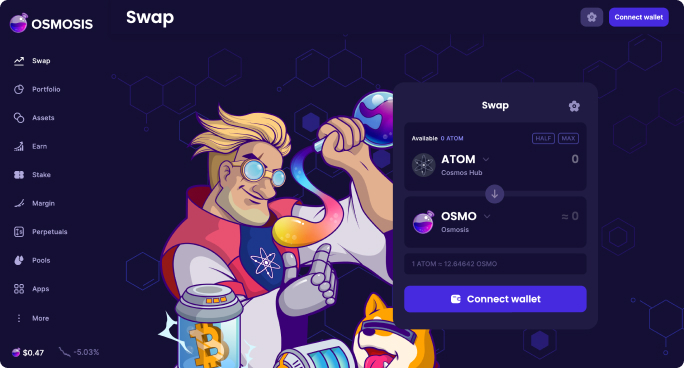 OSMOSIS
Swap
Connect wallet
Swap
Portfolio
Assets
Earn
Stake
Margin
Perpetuals
Pools
Apps
More
$0.47 -5.03%
Swap
Available 0 ATOM HALF MAX
ATOM 0
Cosmos Hub
OSMO ≈ 0
Osmosis
1 ATOM ≈ 12.84642 OSMO
Connect wallet